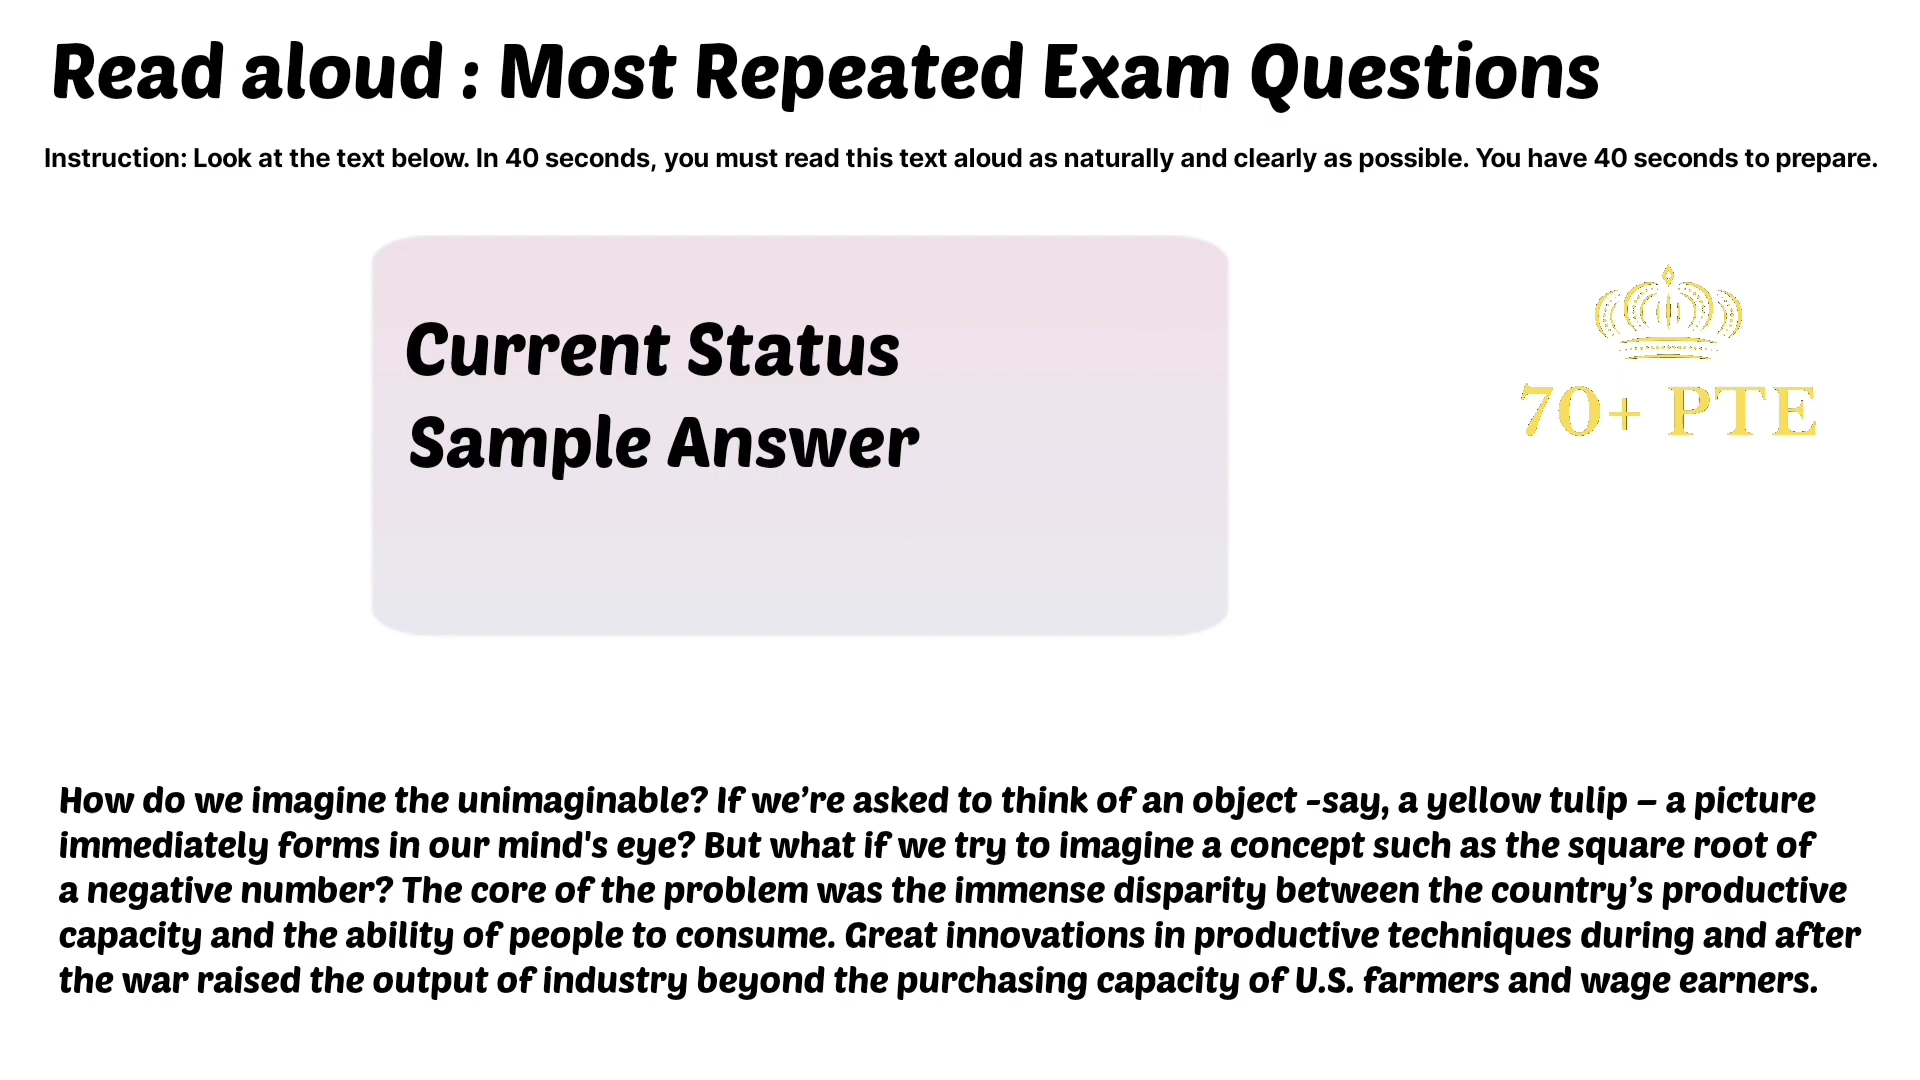 Read aloud : Most Repeated Exam Questions
Instruction: Look at the text below. In 40 seconds, you must read this text aloud as naturally and clearly as possible. You have 40 seconds to prepare.
Current Status
Sample Answer
70+ PTE
How do we imagine the unimaginable? If we’re asked to think of an object -say, a yellow tulip – a picture
immediately forms in our mind's eye? But what if we try to imagine a concept such as the square root of
a negative number? The core of the problem was the immense disparity between the country’s productive
capacity and the ability of people to consume. Great innovations in productive techniques during and after
the war raised the output of industry beyond the purchasing capacity of U.S. farmers and wage earners.